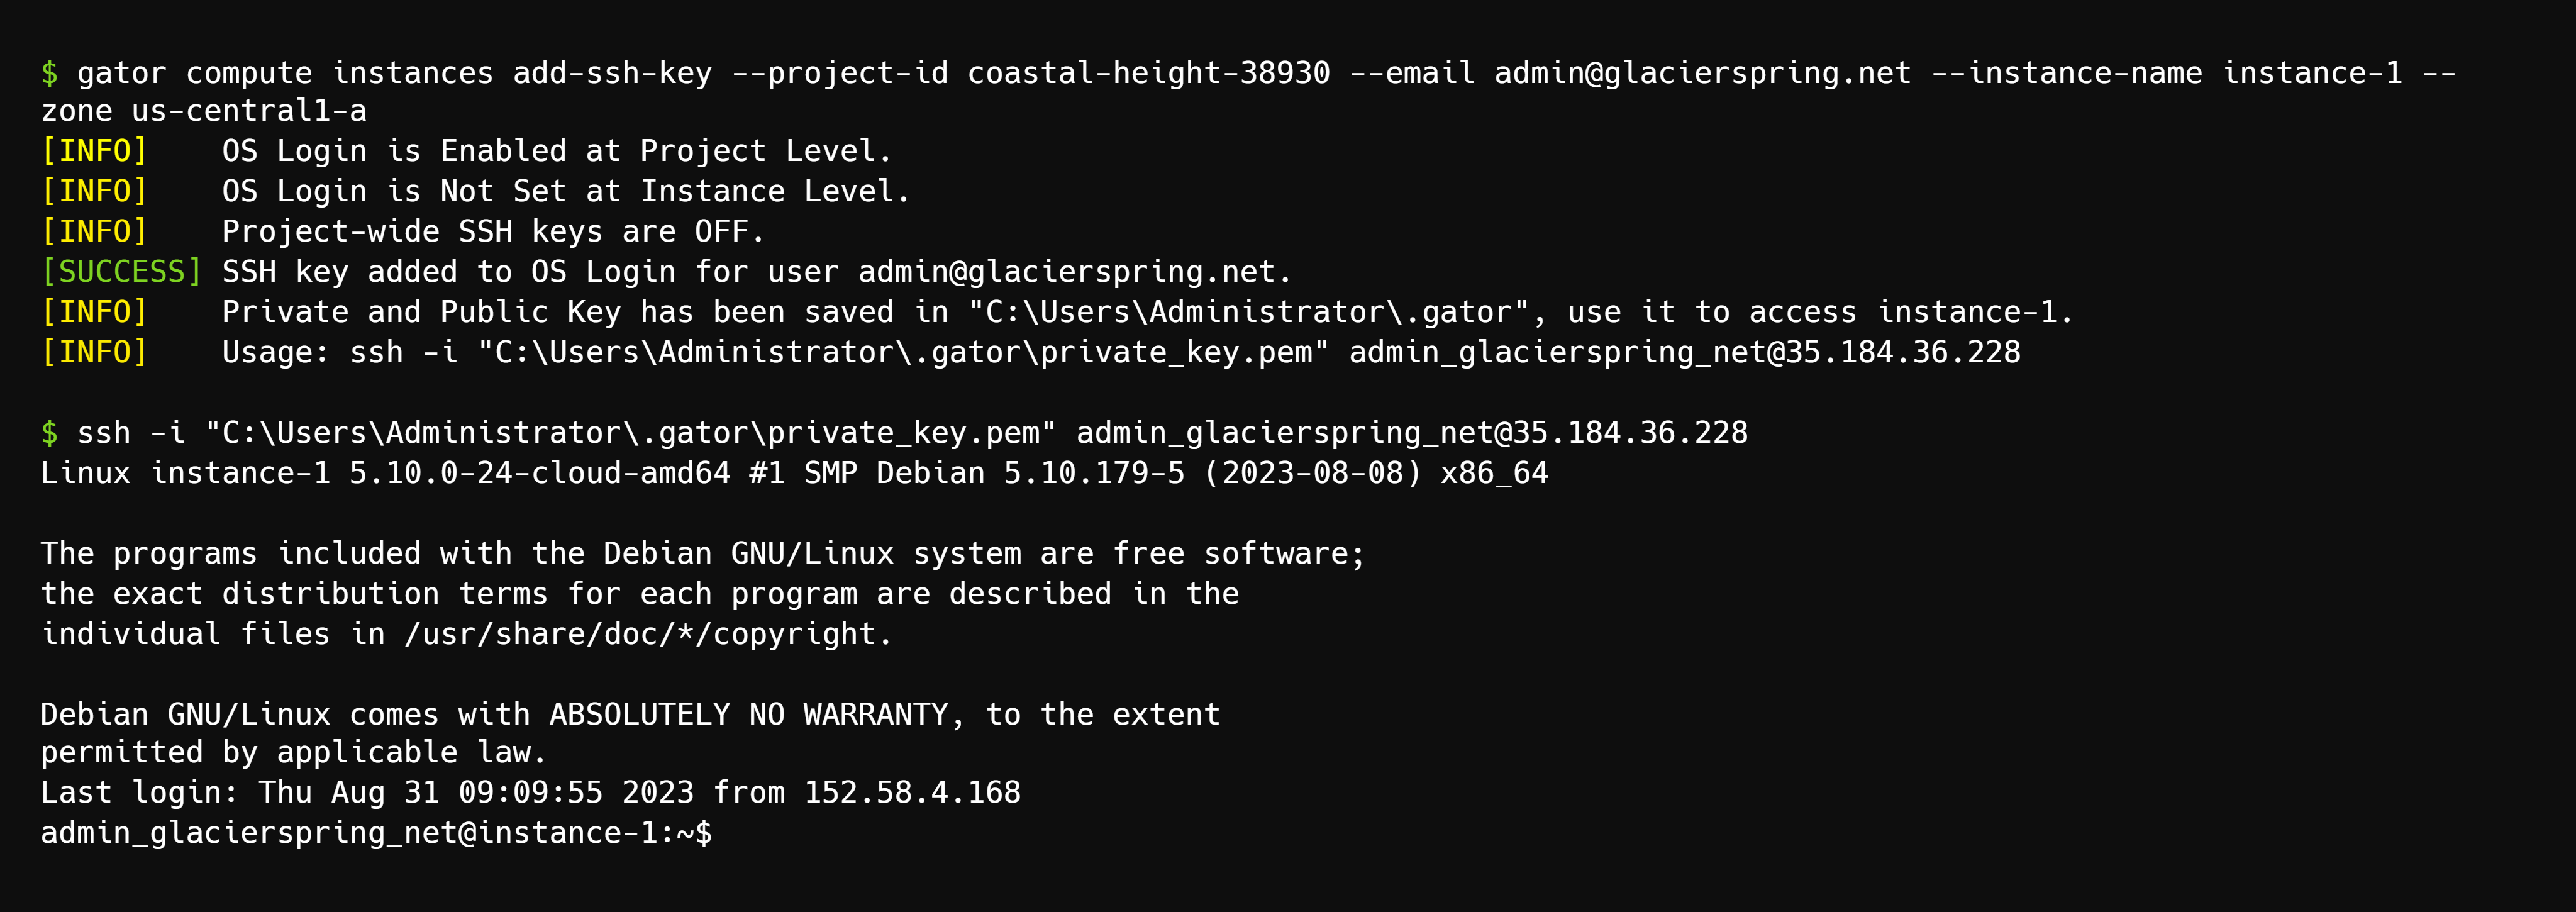 $ gator compute instances add-ssh-key --project-id coastal-height-38930 --email admin@glacierspring.net --instance-name instance-1 --
zone us-central1-a
[INFO]    OS Login is Enabled at Project Level.
[INFO]    OS Login is Not Set at Instance Level.
[INFO]    Project-wide SSH keys are OFF.
[SUCCESS] SSH key added to OS Login for user admin@glacierspring.net.
[INFO]    Private and Public Key has been saved in "C:\Users\Administrator\.gator", use it to access instance-1.
[INFO]    Usage: ssh -i "C:\Users\Administrator\.gator\private_key.pem" admin_glacierspring_net@35.184.36.228
$ ssh -i "C:\Users\Administrator\.gator\private_key.pem" admin_glacierspring_net@35.184.36.228
Linux instance-1 5.10.0-24-cloud-amd64 #1 SMP Debian 5.10.179-5 (2023-08-08) x86_64
The programs included with the Debian GNU/Linux system are free software;
the exact distribution terms for each program are described in the
individual files in /usr/share/doc/*/copyright.
Debian GNU/Linux comes with ABSOLUTELY NO WARRANTY, to the extent
permitted by applicable law.
Last login: Thu Aug 31 09:09:55 2023 from 152.58.4.168
admin_glacierspring_net@instance-1:~$